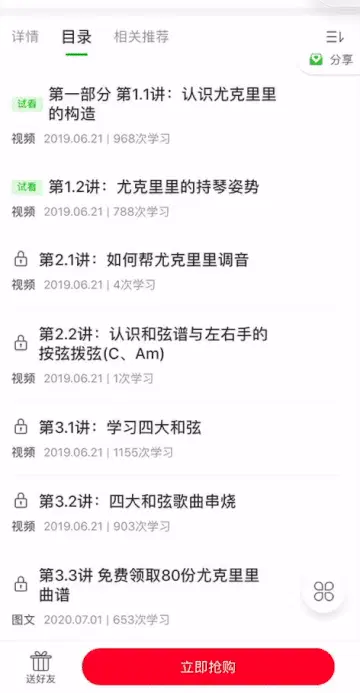 详情 目录 相关推荐
分享
试看 第一部分 第1.1讲：认识尤克里里
的构造
视频 2019.06.21 | 968次学习
试看 第1.2讲：尤克里里的持琴姿势
视频 2019.06.21 | 788次学习
第2.1讲：如何帮尤克里里调音
视频 2019.06.21 | 4次学习
第2.2讲：认识和弦谱与左右手的
按弦拨弦(C、Am)
视频 2019.06.21 | 1次学习
第3.1讲：学习四大和弦
视频 2019.06.21 | 1155次学习
第3.2讲：四大和弦歌曲串烧
视频 2019.06.21 | 903次学习
第3.3讲 免费领取80份尤克里里
曲谱
图文 2020.07.01 | 653次学习
送好友 立即抢购